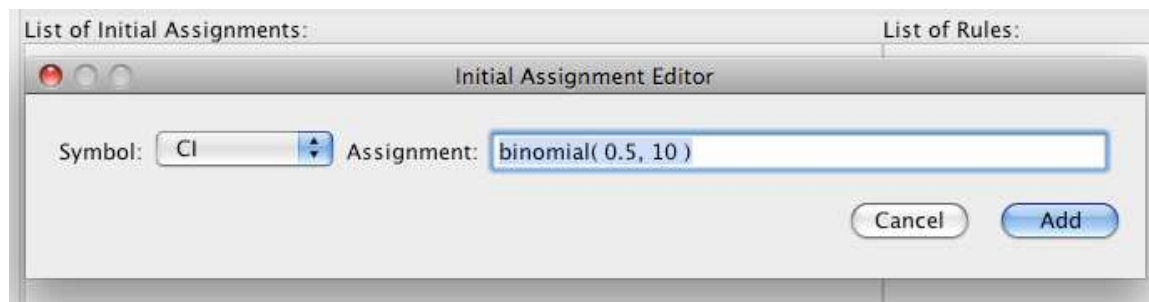 List of Initial Assignments: List of Rules:
Initial Assignment Editor
Symbol: CI Assignment: binomial( 0.5, 10 )
Cancel Add